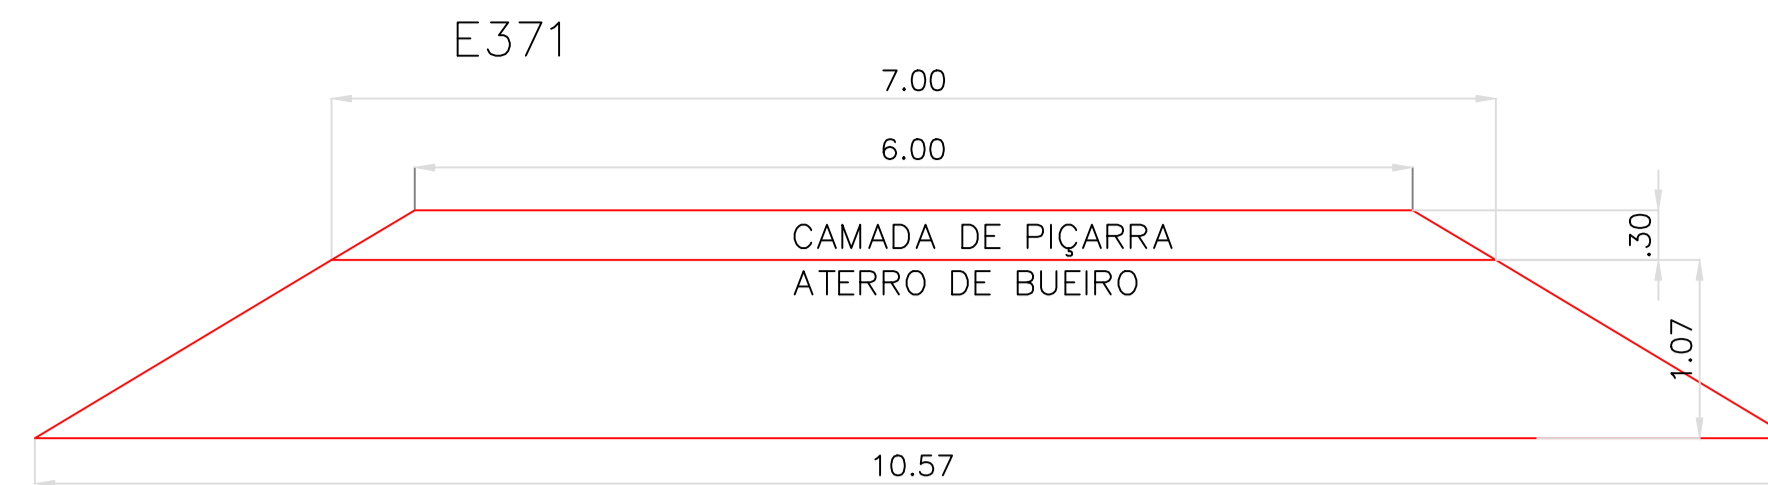 E371
7.00
6.00
CAMADA DE PIÇARRA
.30
ATERRO DE BUEIRO
1.07
10.57